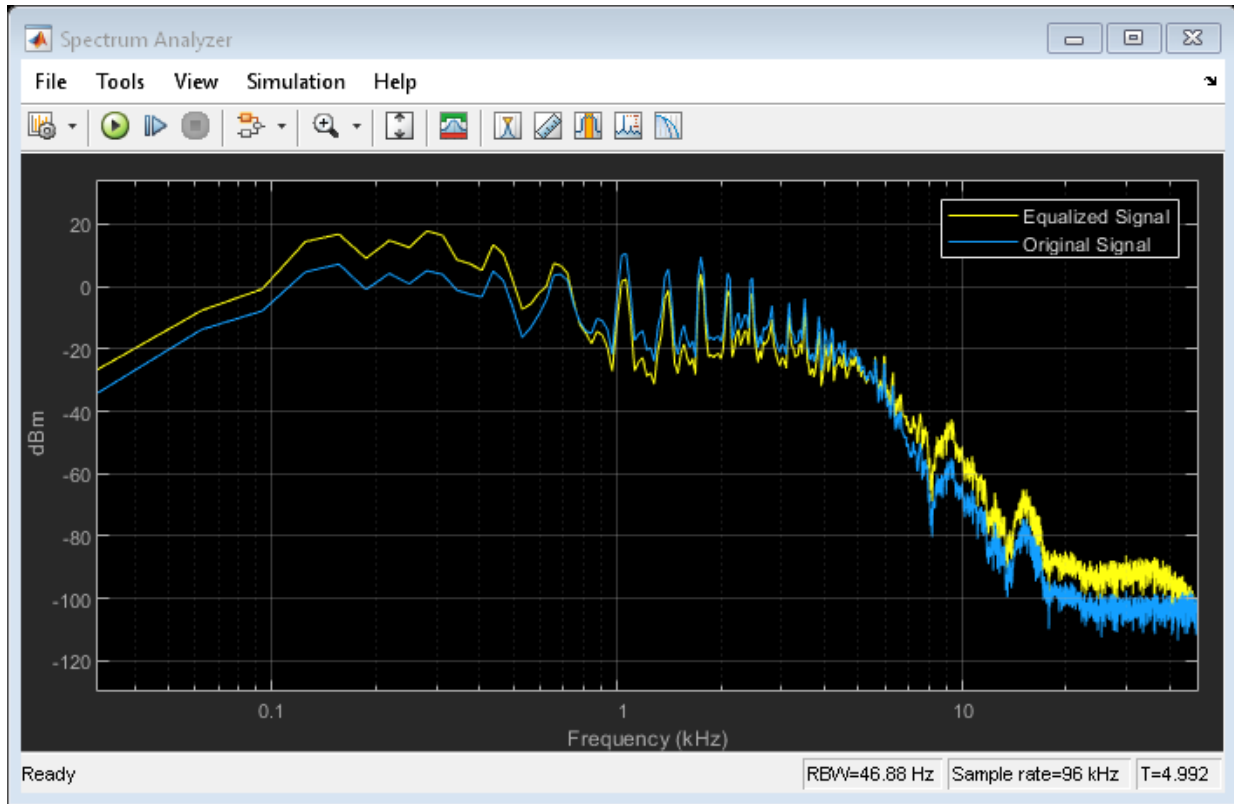 Spectrum Analyzer
File Tools View Simulation Help
Equalized Signal
Original Signal
20
0
-20
-40
-60
-80
-100
-120
dBm
0.1 1 10
Frequency (kHz)
Ready RBW=46.88 Hz Sample rate=96 kHz T=4.992